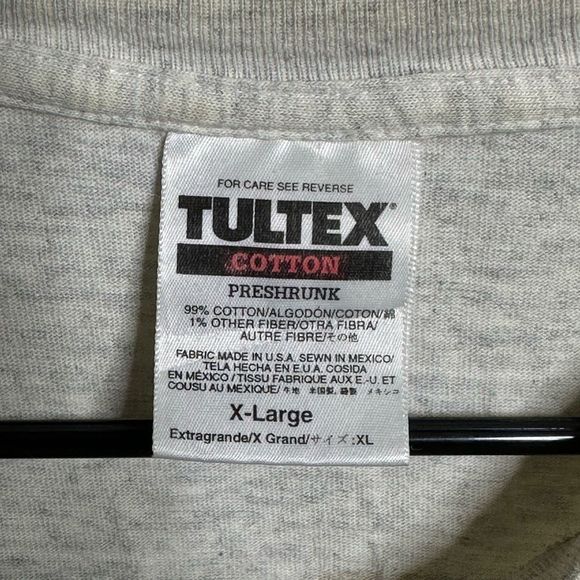 FOR CARE SEE REVERSE
TULTEX®
COTTON
PRESHRUNK
99% COTTON/ALGODÓN/COTON/綿
1% OTHER FIBER/OTRA FIBRA/
AUTRE FIBRE/その他
FABRIC MADE IN U.S.A. SEWN IN MEXICO/
TELA HECHA EN E.U.A. COSIDA
EN MÉXICO/TISSU FABRIQUE AUX E.-U. ET
COUSU AU MEXIQUE/生地 米国製, 縫製 メキシコ
X-Large
Extragrande/X Grand/サイズ:XL